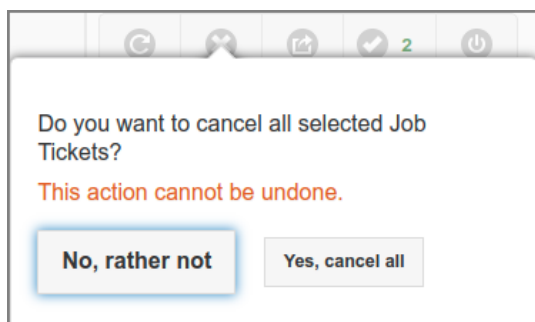 2
Do you want to cancel all selected Job
Tickets?
This action cannot be undone.
No, rather not
Yes, cancel all